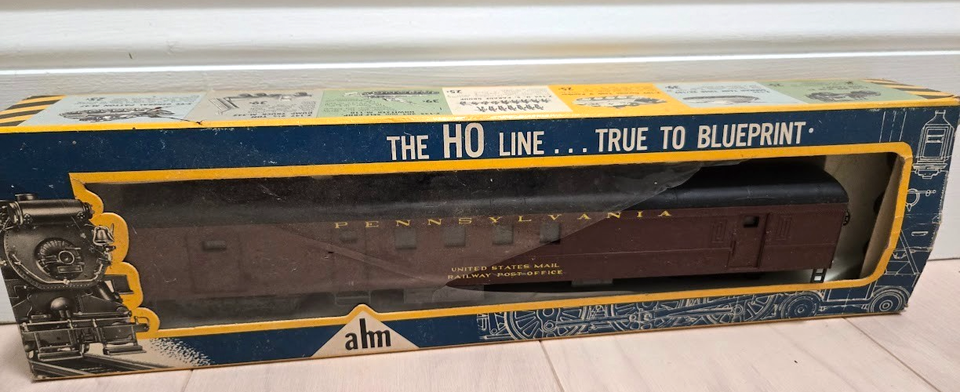 THE HO LINE ... TRUE TO BLUEPRINT
PENNSYLVANIA
UNITED STATES MAIL
RAILWAY POST-OFFICE
ahm